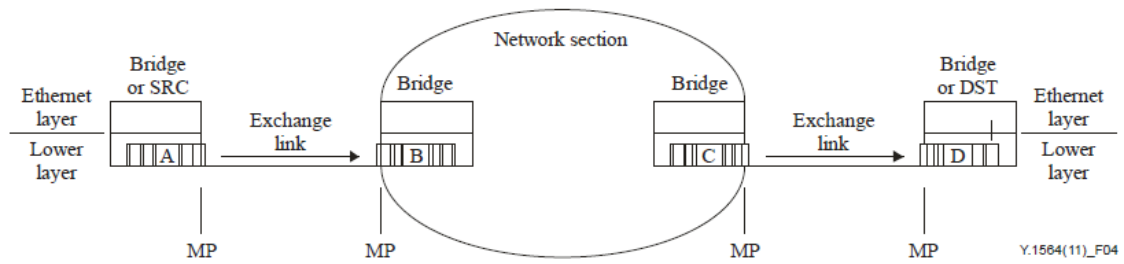 Network section
Bridge
or SRC
Bridge
Bridge
Bridge
or DST
Ethernet
layer
Exchange
link
Exchange
link
Ethernet
layer
Lower
layer
A
B
C
D
Lower
layer
MP
MP
MP
MP
Y.1564(11)_F04